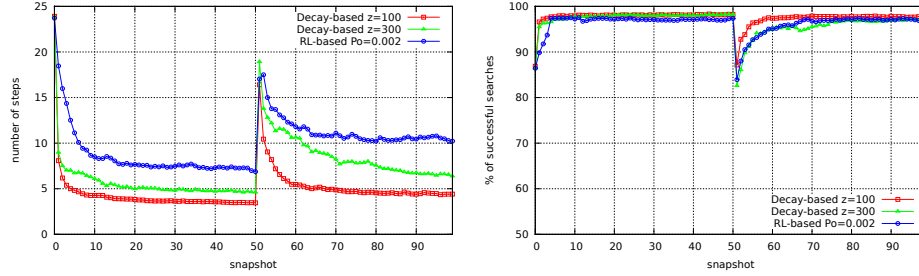 Decay-based z=100
Decay-based z=300
RL-based Po=0.002
number of steps
25
20
15
10
5
0
0 10 20 30 40 50 60 70 80 90
snapshot
% of successful searches
100
90
80
70
60
50
Decay-based z=100
Decay-based z=300
RL-based Po=0.002
0 10 20 30 40 50 60 70 80 90
snapshot